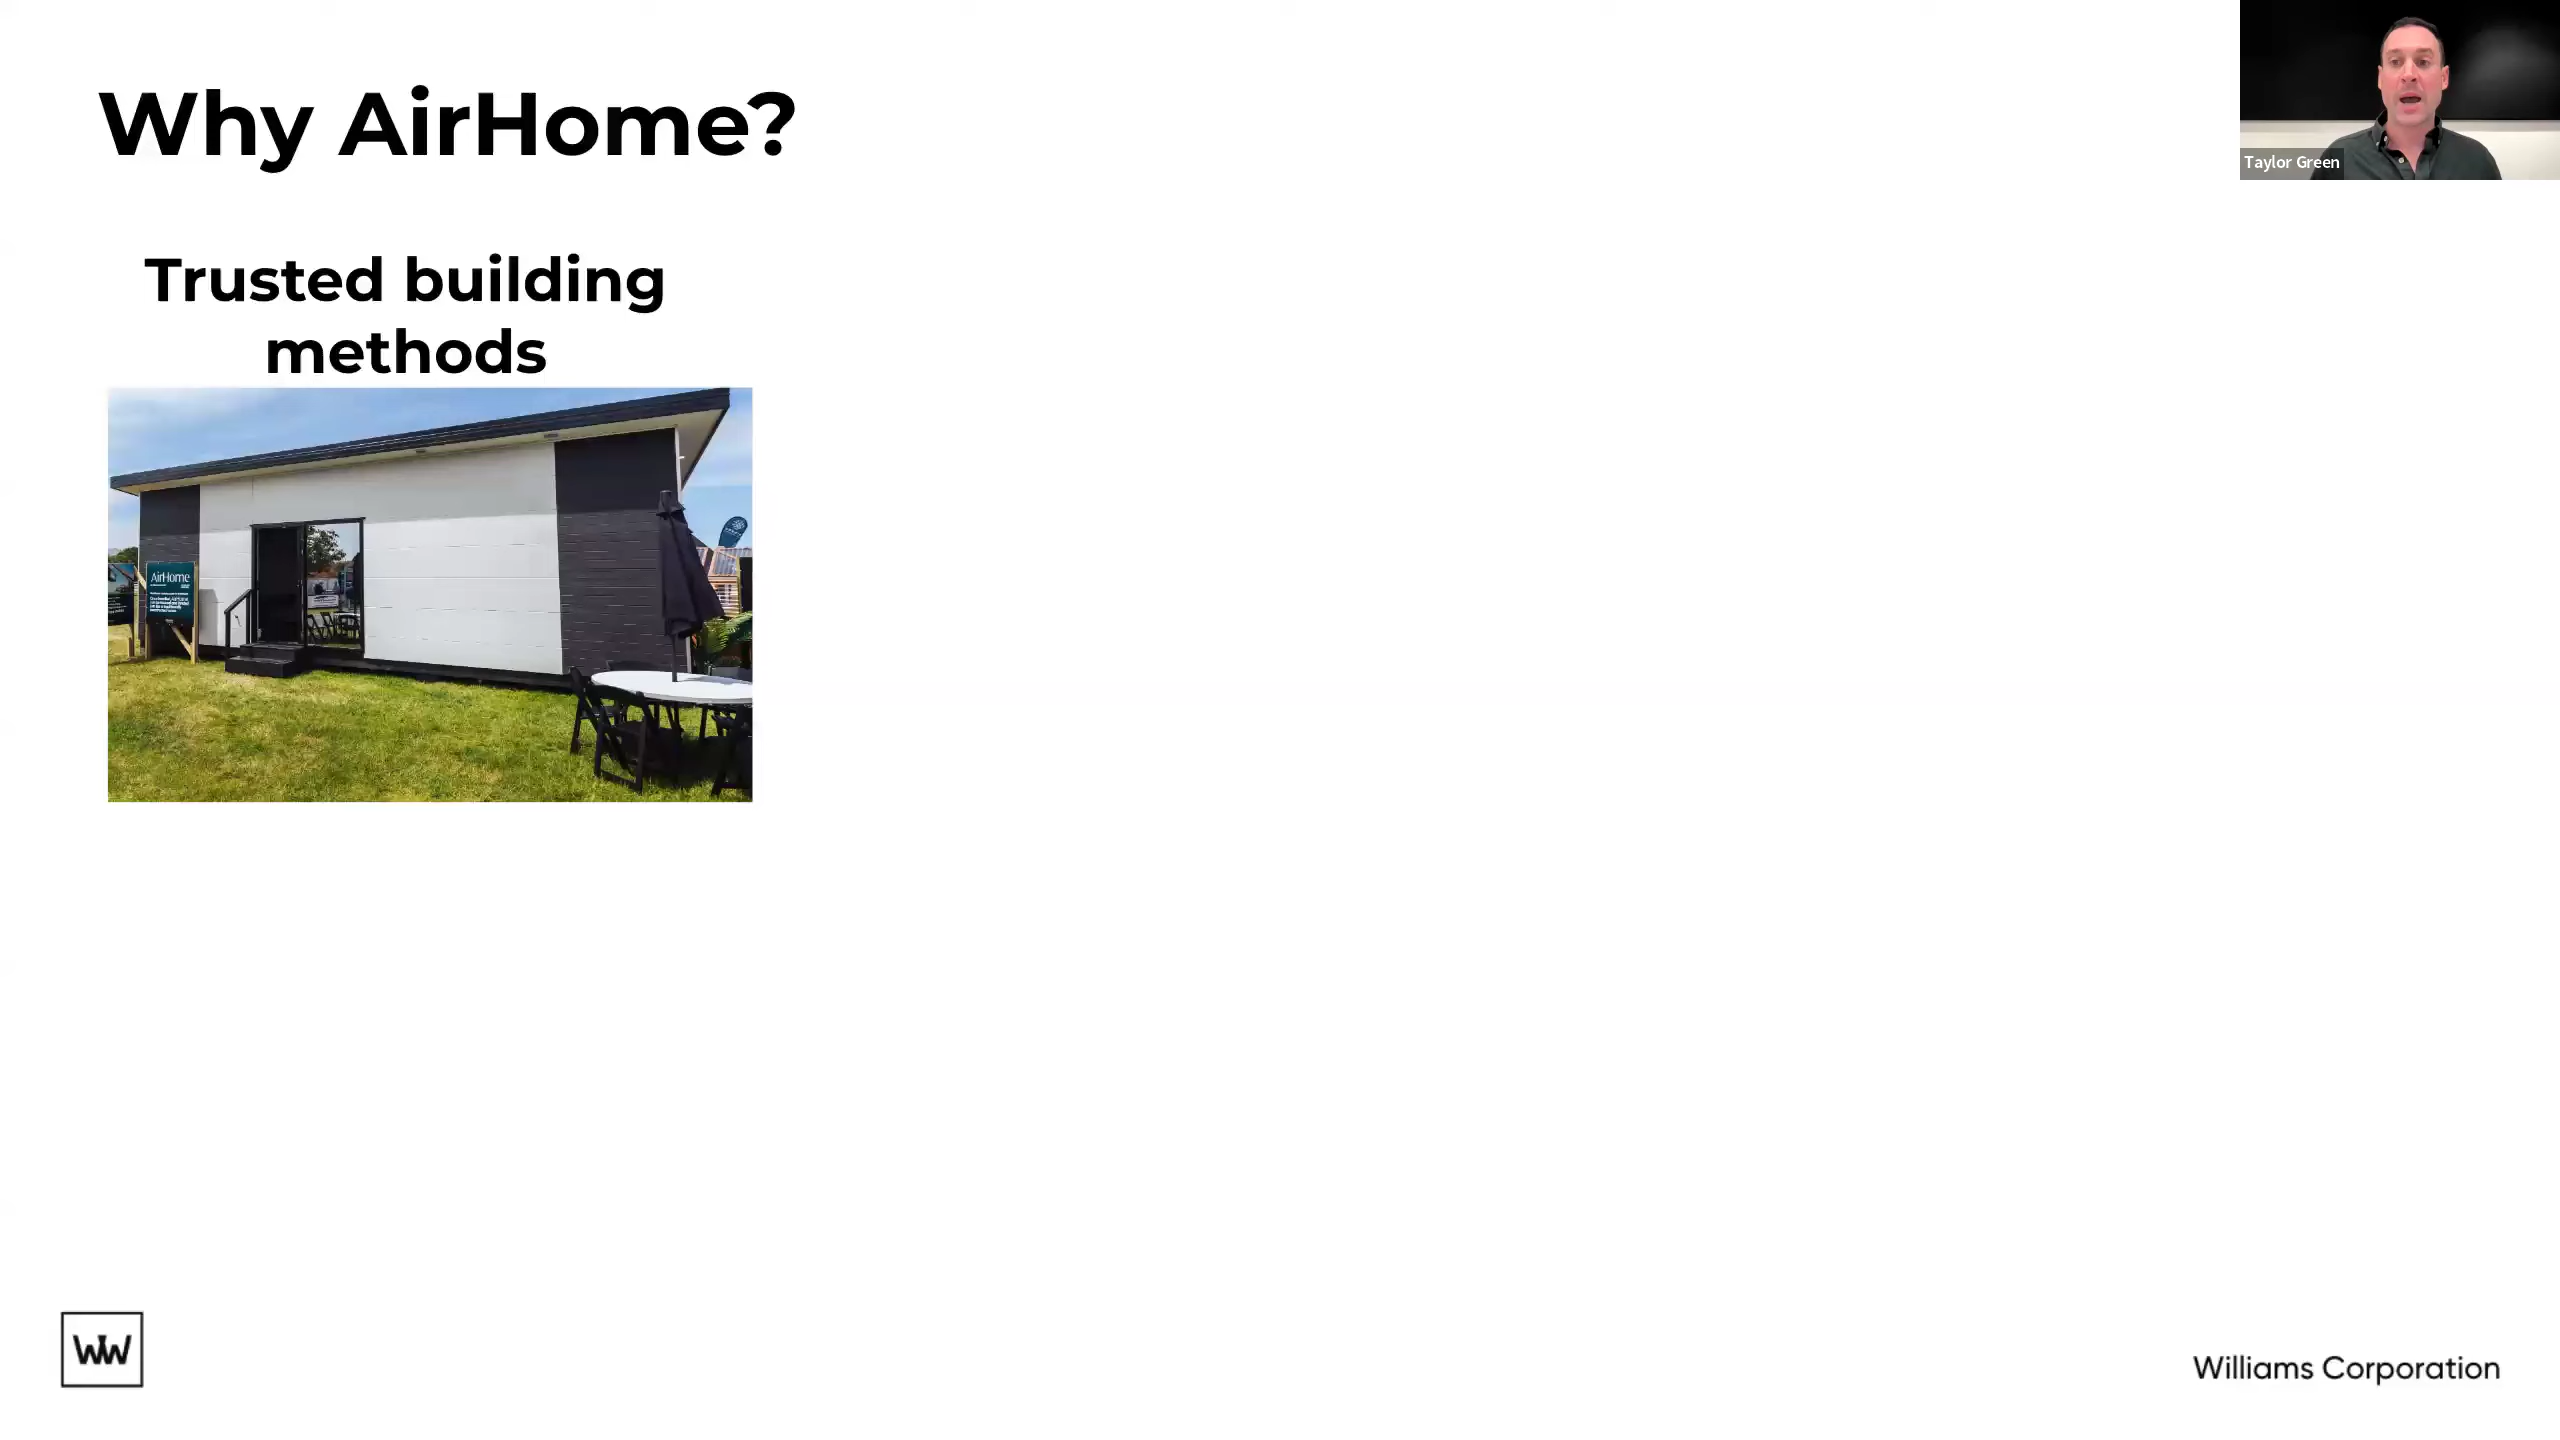 Why AirHome?
Taylor Green
Trusted building
methods
AirHome
Williams Corporation